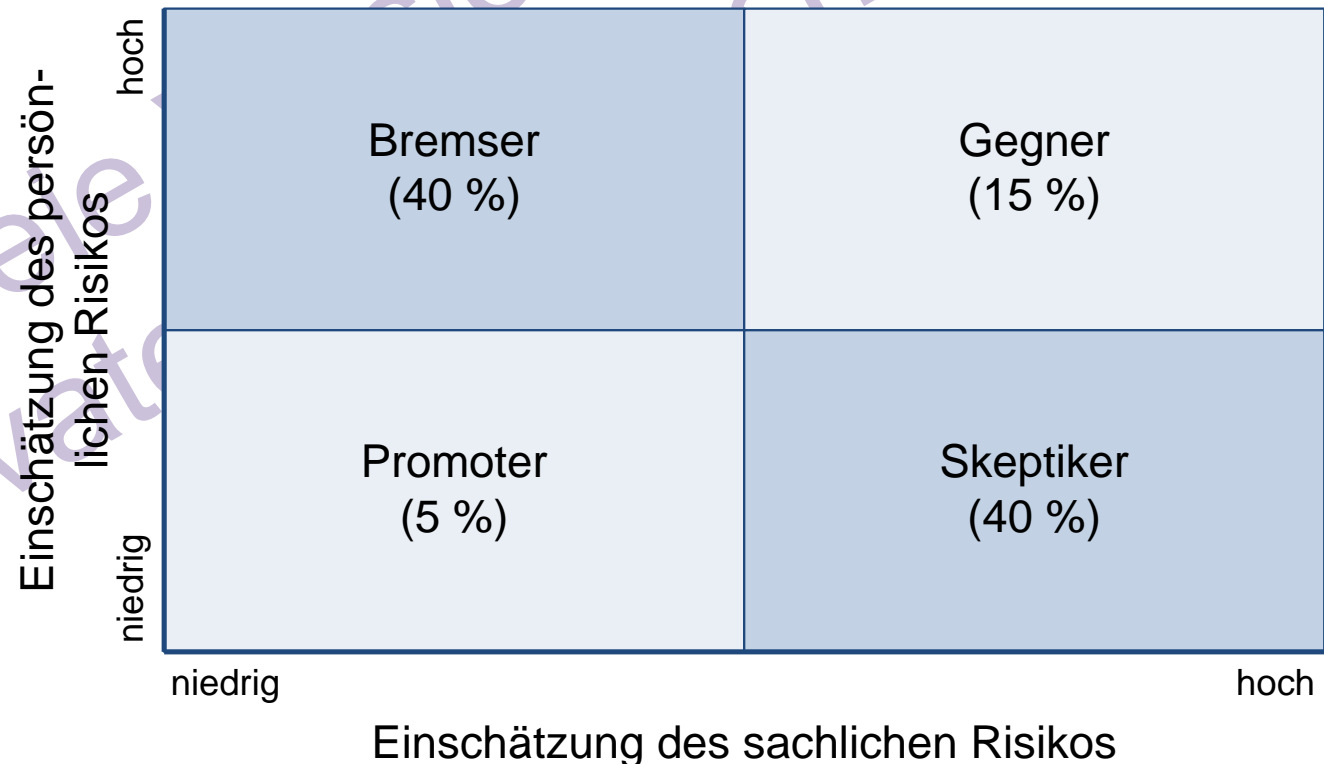 Einschätzung des persön-
lichen Risikos
hoch
niedrig
Bremser
(40 %)
Gegner
(15 %)
Promoter
(5 %)
Skeptiker
(40 %)
niedrig
hoch
Einschätzung des sachlichen Risikos